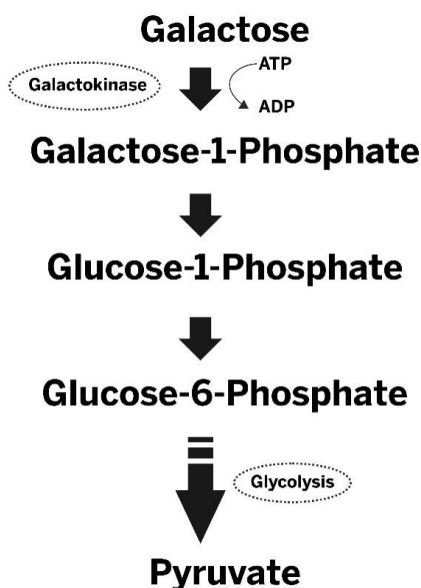 Galactose
ATP
Galactokinase
ADP
Galactose-1-Phosphate
Glucose-1-Phosphate
Glucose-6-Phosphate
Glycolysis
Pyruvate